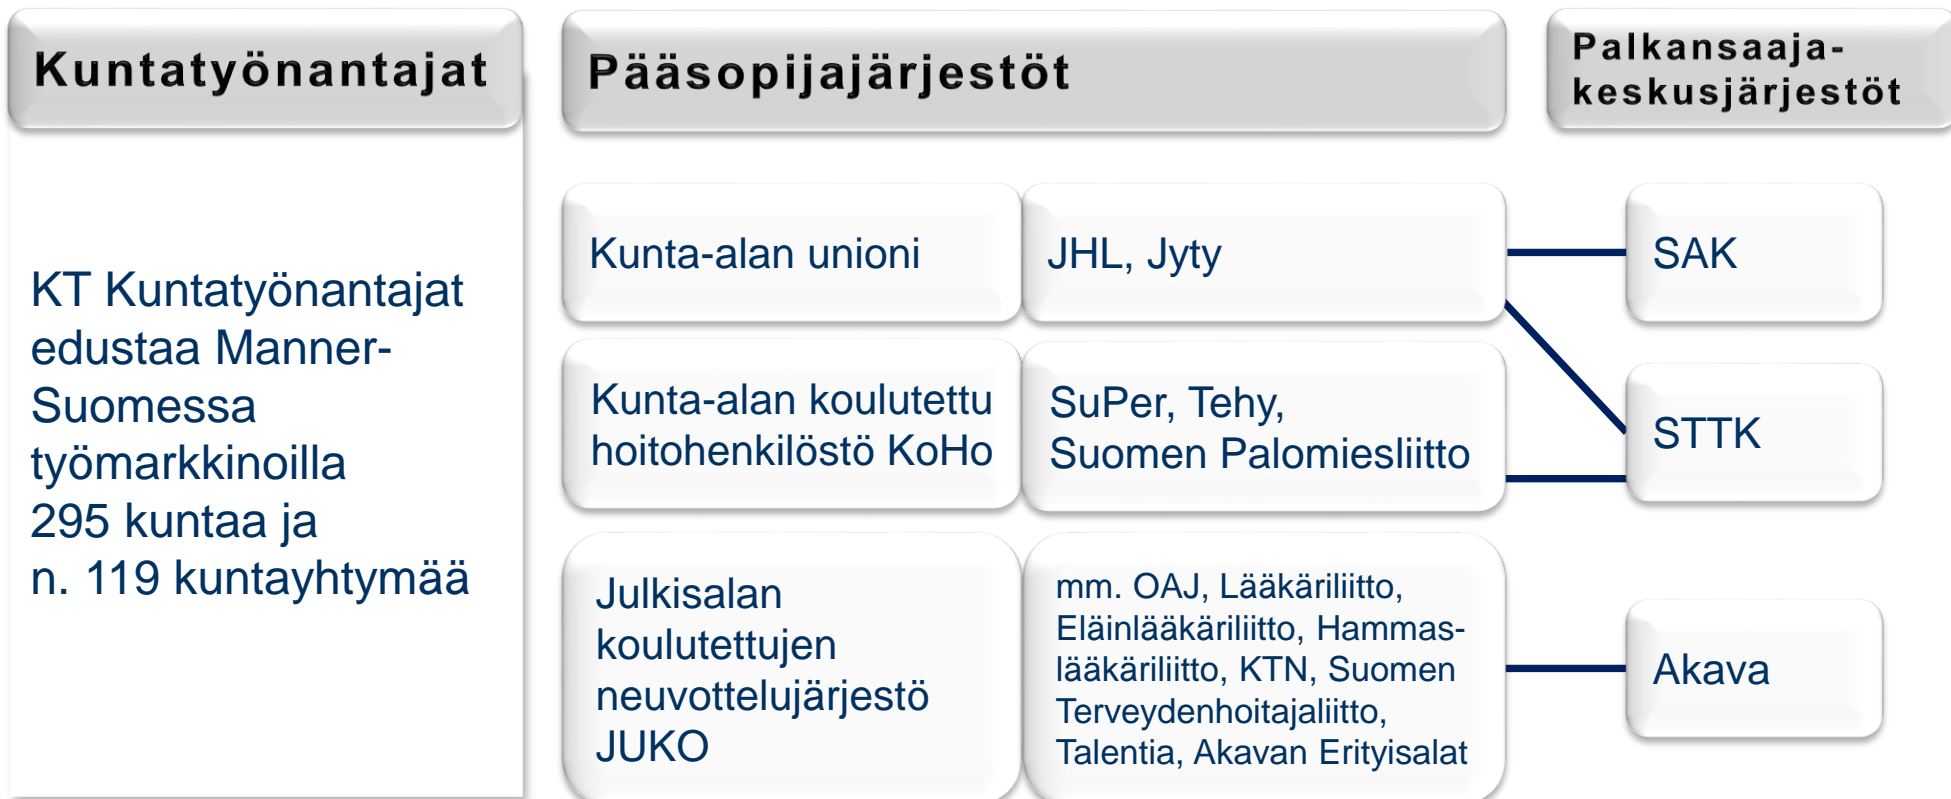 Kuntatyönantajat
KT Kuntatyönantajat
edustaa Manner-
Suomessa
työmarkkinoilla
295 kuntaa ja
n. 119 kuntayhtymää
Pääsopijajärjestöt
Kunta-alan unioni
JHL, Jyty
Kunta-alan koulutettu
hoitohenkilöstö KoHo
SuPer, Tehy,
Suomen Palomiesliitto
Julkisalan
koulutettujen
neuvottelujärjestö
JUKO
mm. OAJ, Lääkäriliitto,
Eläinlääkäriliitto, Hammas-
lääkäriliitto, KTN, Suomen
Terveydenhoitajaliitto,
Talentia, Akavan Erityisalat
Palkansaaja-
keskusjärjestöt
SAK
STTK
Akava